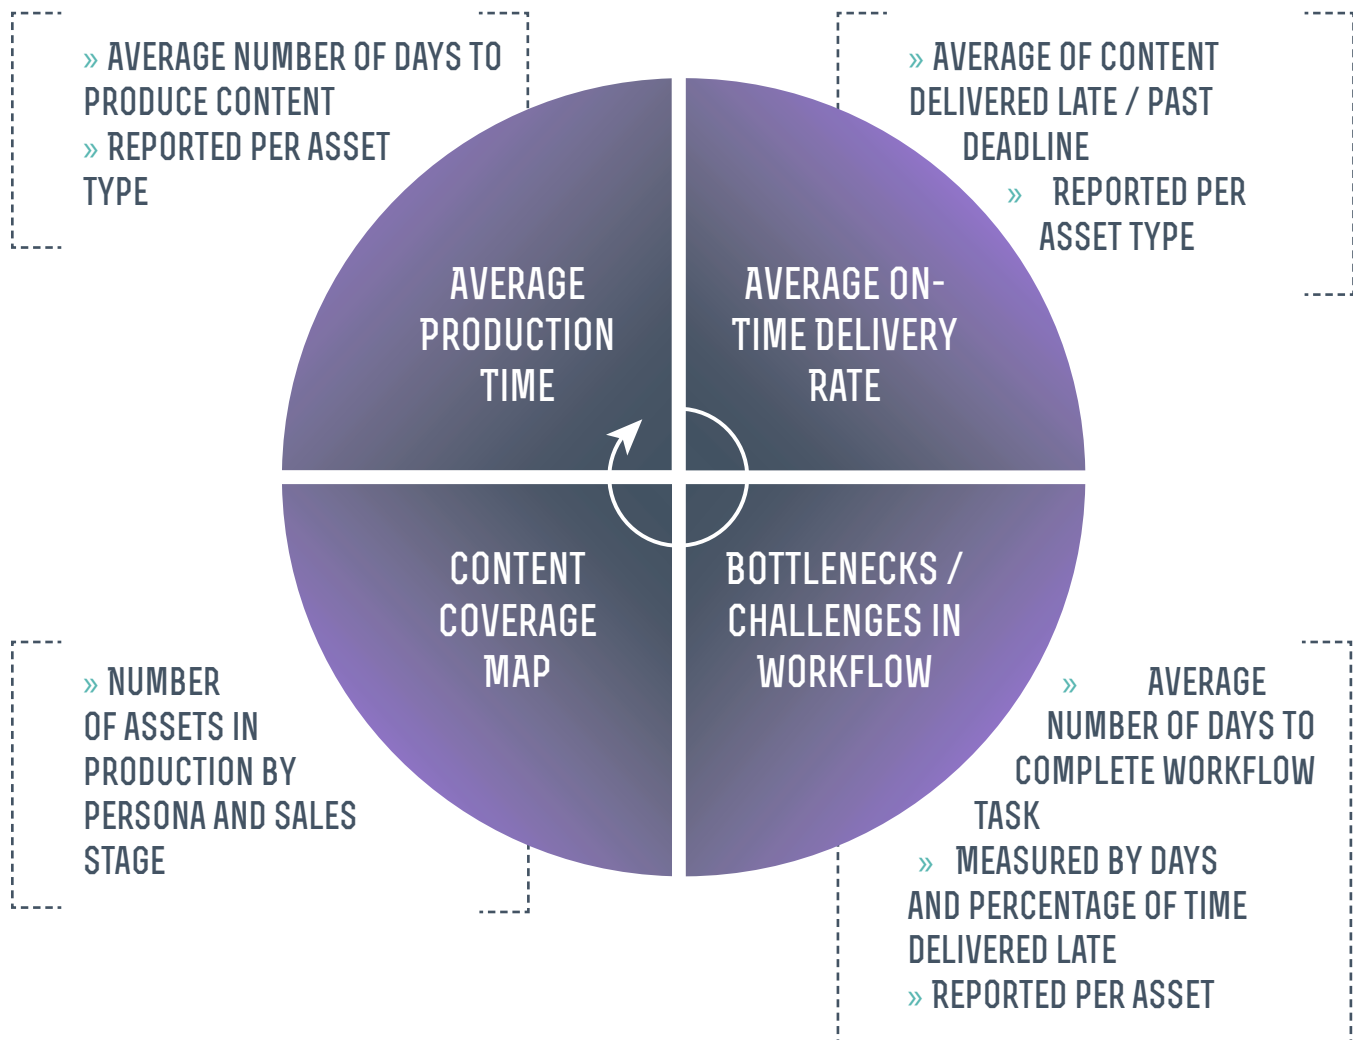 » AVERAGE NUMBER OF DAYS TO
PRODUCE CONTENT
» REPORTED PER ASSET
TYPE
» AVERAGE OF CONTENT
DELIVERED LATE / PAST
DEADLINE
» REPORTED PER
ASSET TYPE
AVERAGE
PRODUCTION
TIME
AVERAGE ON-
TIME DELIVERY
RATE
CONTENT
COVERAGE
MAP
BOTTLENECKS /
CHALLENGES IN
WORKFLOW
» NUMBER
OF ASSETS IN
PRODUCTION BY
PERSONA AND SALES
STAGE
» AVERAGE
NUMBER OF DAYS TO
COMPLETE WORKFLOW
TASK
» MEASURED BY DAYS
AND PERCENTAGE OF TIME
DELIVERED LATE
» REPORTED PER ASSET